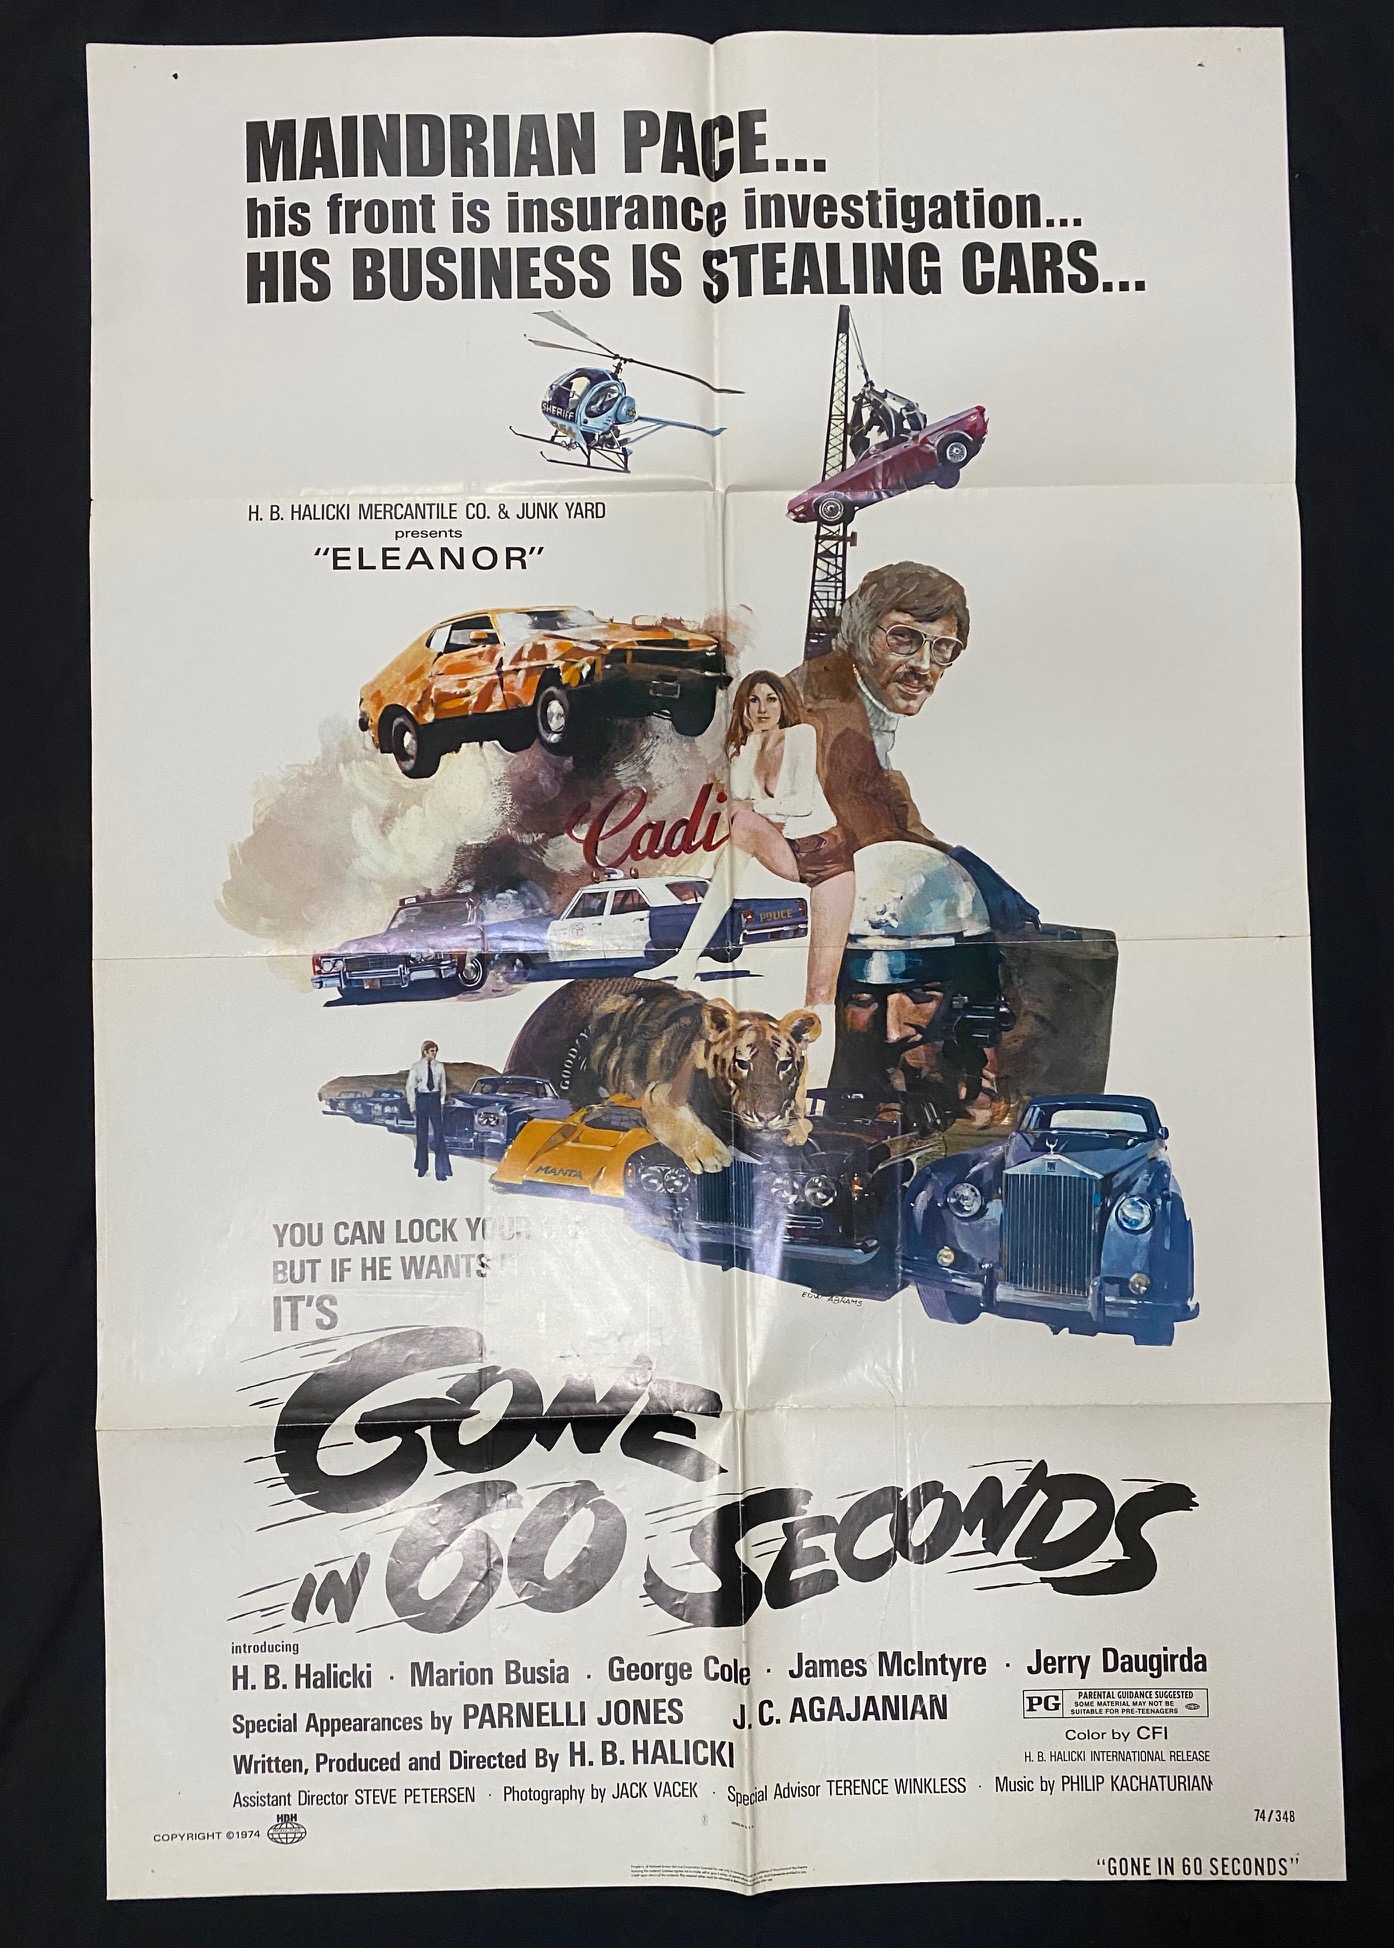 MAINDRIAN PACE...
his front is insurance investigation...
HIS BUSINESS IS STEALING CARS...
SHERIFF
H. B. HALICKI MERCANTILE CO. & JUNK YARD
presents
"ELEANOR"
Cadi
POLICE
GOODY
MANTA
YOU CAN LOCK YOUR
BUT IF HE WANTS
IT'S
ABRAMS
GONE
IN 60 SECONDS
introducing
H. B. Halicki · Marion Busia · George Cole · James McIntyre · Jerry Daugirda
Special Appearances by PARNELLI JONES J. C. AGAJANIAN
PG PARENTAL GUIDANCE SUGGESTED
SOME MATERIAL MAY NOT BE
SUITABLE FOR PRE-TEENAGERS
Color by CFI
Written, Produced and Directed By H. B. HALICKI
H. B. HALICKI INTERNATIONAL RELEASE
Assistant Director STEVE PETERSEN · Photography by JACK VACEK · Special Advisor TERENCE WINKLESS · Music by PHILIP KACHATURIAN
COPYRIGHT ©1974
HBH
74/348
"GONE IN 60 SECONDS"